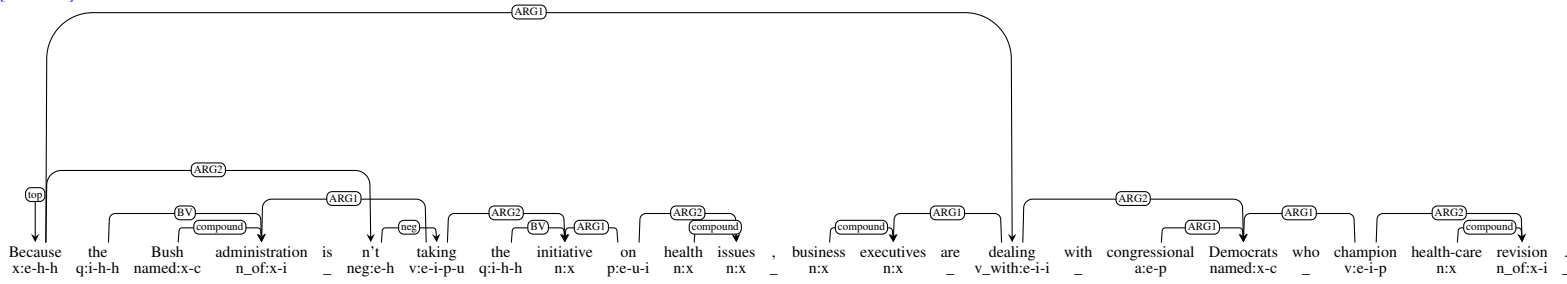 ARG1
ARG2
top
ARG1 ARG2
BV ARG2 ARG2 ARG1 ARG1 ARG2
compound neg BV ARG1 compound compound ARG1 compound
Because the Bush administration is n't taking the initiative on health issues , business executives are dealing with congressional Democrats who champion health-care revision .
x:e-h-h q:i-h-h named:x-c n_of:x-i _ neg:e-h v:e-i-p-u q:i-h-h n:x p:e-u-i n:x n:x _ n:x n:x _ v_with:e-i-i _ a:e-p named:x-c _ v:e-i-p n:x n_of:x-i _